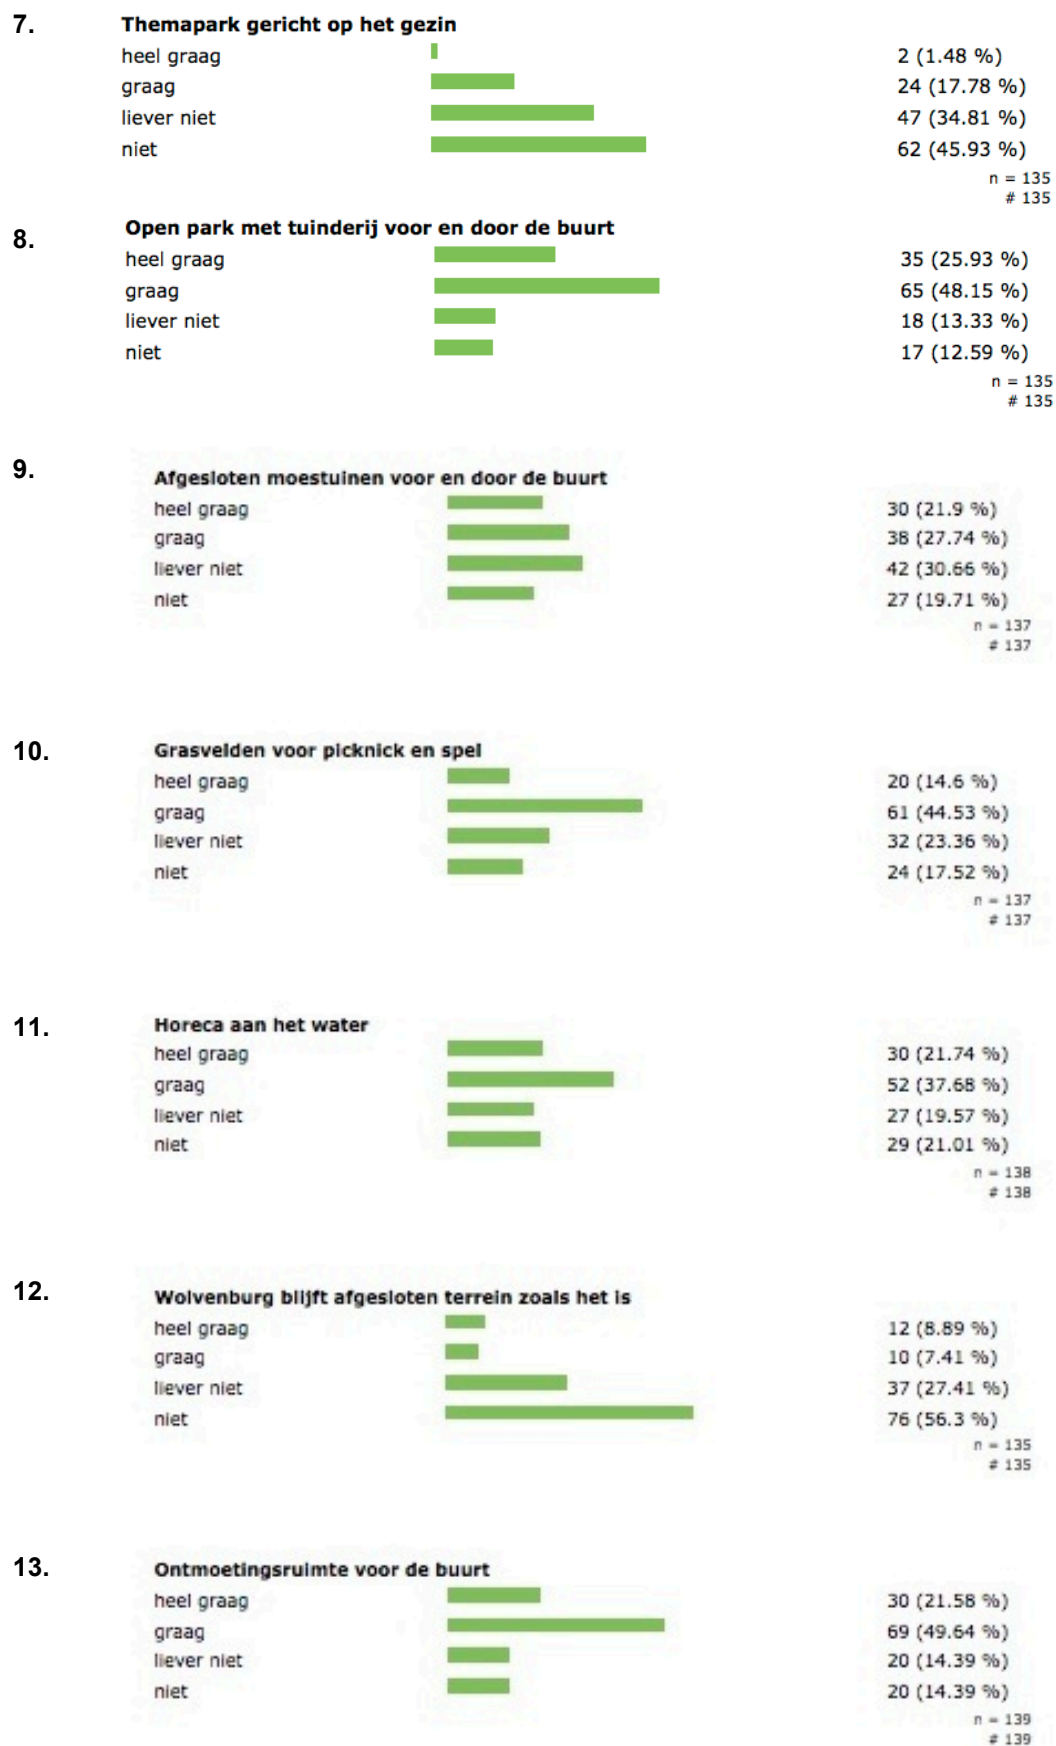 7. Themapark gericht op het gezin
heel graag 2 (1.48 %)
graag 24 (17.78 %)
liever niet 47 (34.81 %)
niet 62 (45.93 %)
n = 135
# 135
8. Open park met tuinderij voor en door de buurt
heel graag 35 (25.93 %)
graag 65 (48.15 %)
liever niet 18 (13.33 %)
niet 17 (12.59 %)
n = 135
# 135
9. Afgesloten moestuinen voor en door de buurt
heel graag 30 (21.9 %)
graag 38 (27.74 %)
liever niet 42 (30.66 %)
niet 27 (19.71 %)
n = 137
# 137
10. Grasvelden voor picknick en spel
heel graag 20 (14.6 %)
graag 61 (44.53 %)
liever niet 32 (23.36 %)
niet 24 (17.52 %)
n = 137
# 137
11. Horeca aan het water
heel graag 30 (21.74 %)
graag 52 (37.68 %)
liever niet 27 (19.57 %)
niet 29 (21.01 %)
n = 138
# 138
12. Wolvenburg blijft afgesloten terrein zoals het is
heel graag 12 (8.89 %)
graag 10 (7.41 %)
liever niet 37 (27.41 %)
niet 76 (56.3 %)
n = 135
# 135
13. Ontmoetingsruimte voor de buurt
heel graag 30 (21.58 %)
graag 69 (49.64 %)
liever niet 20 (14.39 %)
niet 20 (14.39 %)
n = 139
# 139